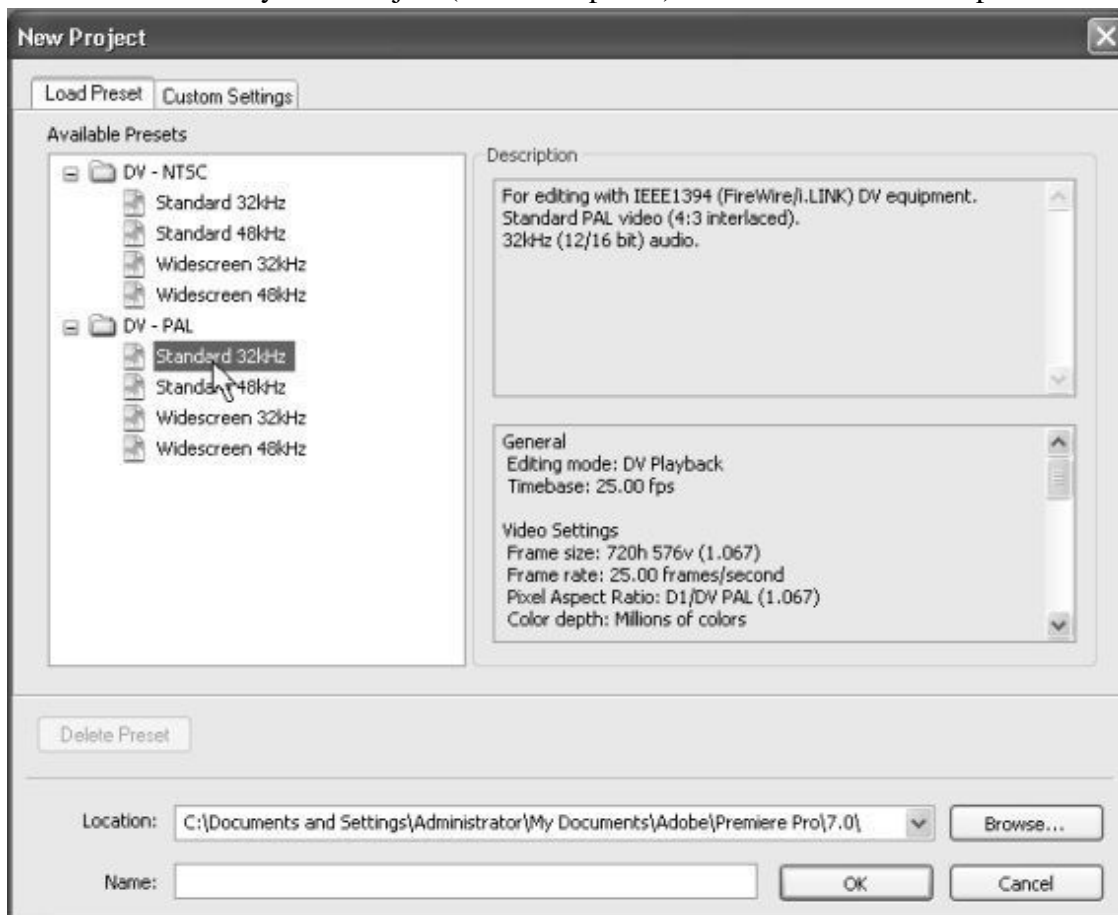 New Project
Load Preset
Custom Settings
Available Presets
DV - NTSC
Standard 32kHz
Standard 48kHz
Widescreen 32kHz
Widescreen 48kHz
DV - PAL
Standard 32kHz
Standard 48kHz
Widescreen 32kHz
Widescreen 48kHz
Description
For editing with IEEE1394 (FireWire/i.LINK) DV equipment.
Standard PAL video (4:3 interlaced).
32kHz (12/16 bit) audio.
General
Editing mode: DV Playback
Timebase: 25.00 fps
Video Settings
Frame size: 720h 576v (1.067)
Frame rate: 25.00 frames/second
Pixel Aspect Ratio: D1/DV PAL (1.067)
Color depth: Millions of colors
Delete Preset
Location: C:\Documents and Settings\Administrator\My Documents\Adobe\Premiere Pro\7.0\ Browse...
Name: OK Cancel